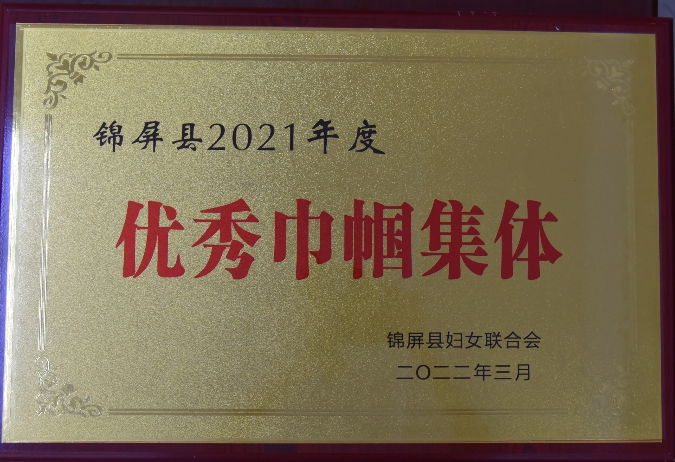 锦屏县2021年度
优秀巾帼集体
锦屏县妇女联合会
二〇二二年三月